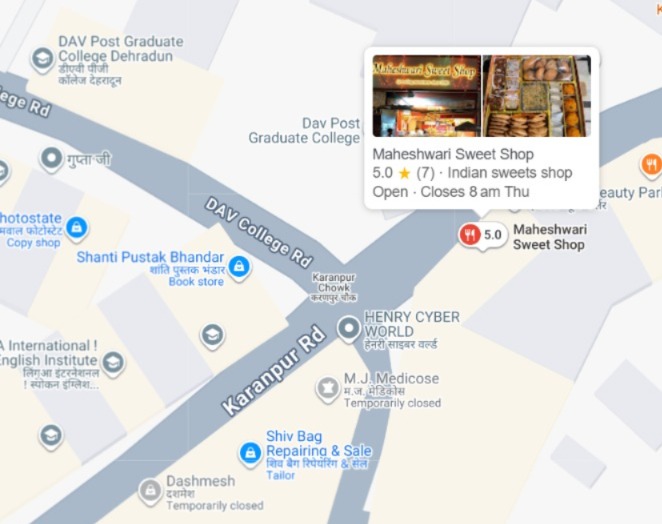 DAV Post Graduate
College Dehradun
डीएवी पीजी
कॉलेज देहरादून
ege Rd
गुप्ता जी
Dav Post
Graduate College
Maheshwari Sweet Shop
Maheshwari Sweet Shop
5.0 ★ (7) · Indian sweets shop
Open · Closes 8 am Thu
eauty Par
5.0
Maheshwari
Sweet Shop
hotostate
मवाल फोटोस्टेट
Copy shop
DAV College Rd
Shanti Pustak Bhandar
शांति पुस्तक भंडार
Book store
Karanpur
Chowk
करणपुर चौक
HENRY CYBER
WORLD
हेनरी साइबर वर्ल्ड
A International !
English Institute
लिंगुआ इंटरनेशनल
! स्पोकन इंग्लिश...
Karanpur Rd
M.J. Medicose
म.ज. मेडिकोस
Temporarily closed
Shiv Bag
Repairing & Sale
शिव बैग रिपेयरिंग & सेल
Tailor
Dashmesh
दशमेश
Temporarily closed